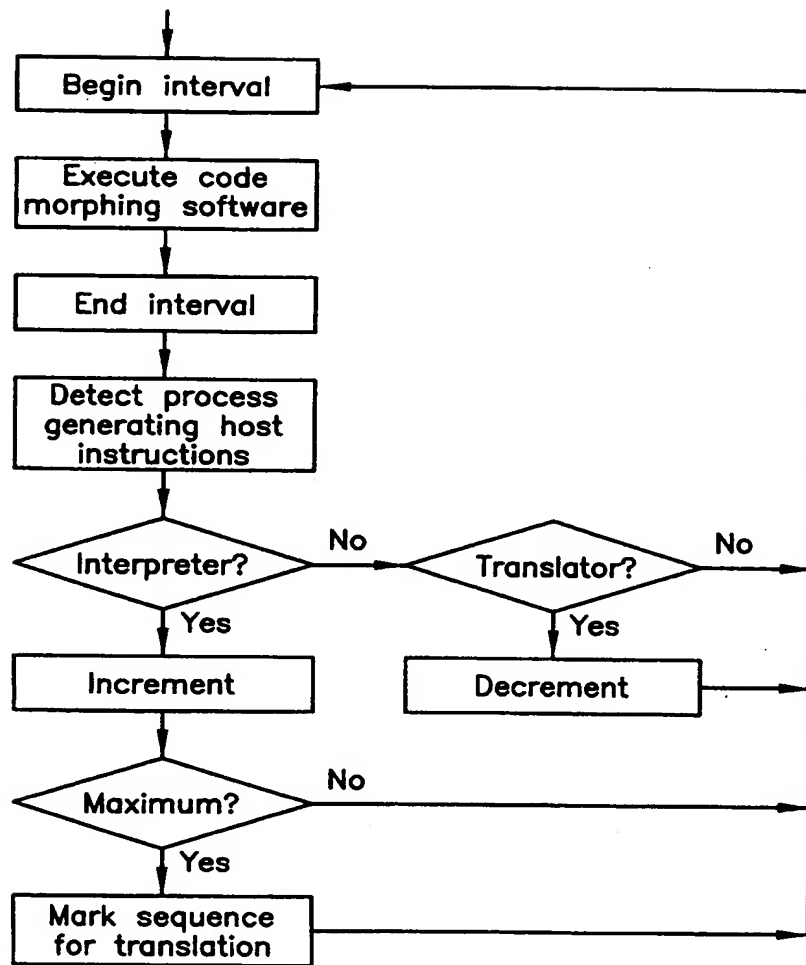 Begin interval
Execute code
morphing software
End interval
Detect process
generating host
instructions
Interpreter?
No
Translator?
No
Yes
Yes
Increment
Decrement
Maximum?
No
Yes
Mark sequence
for translation